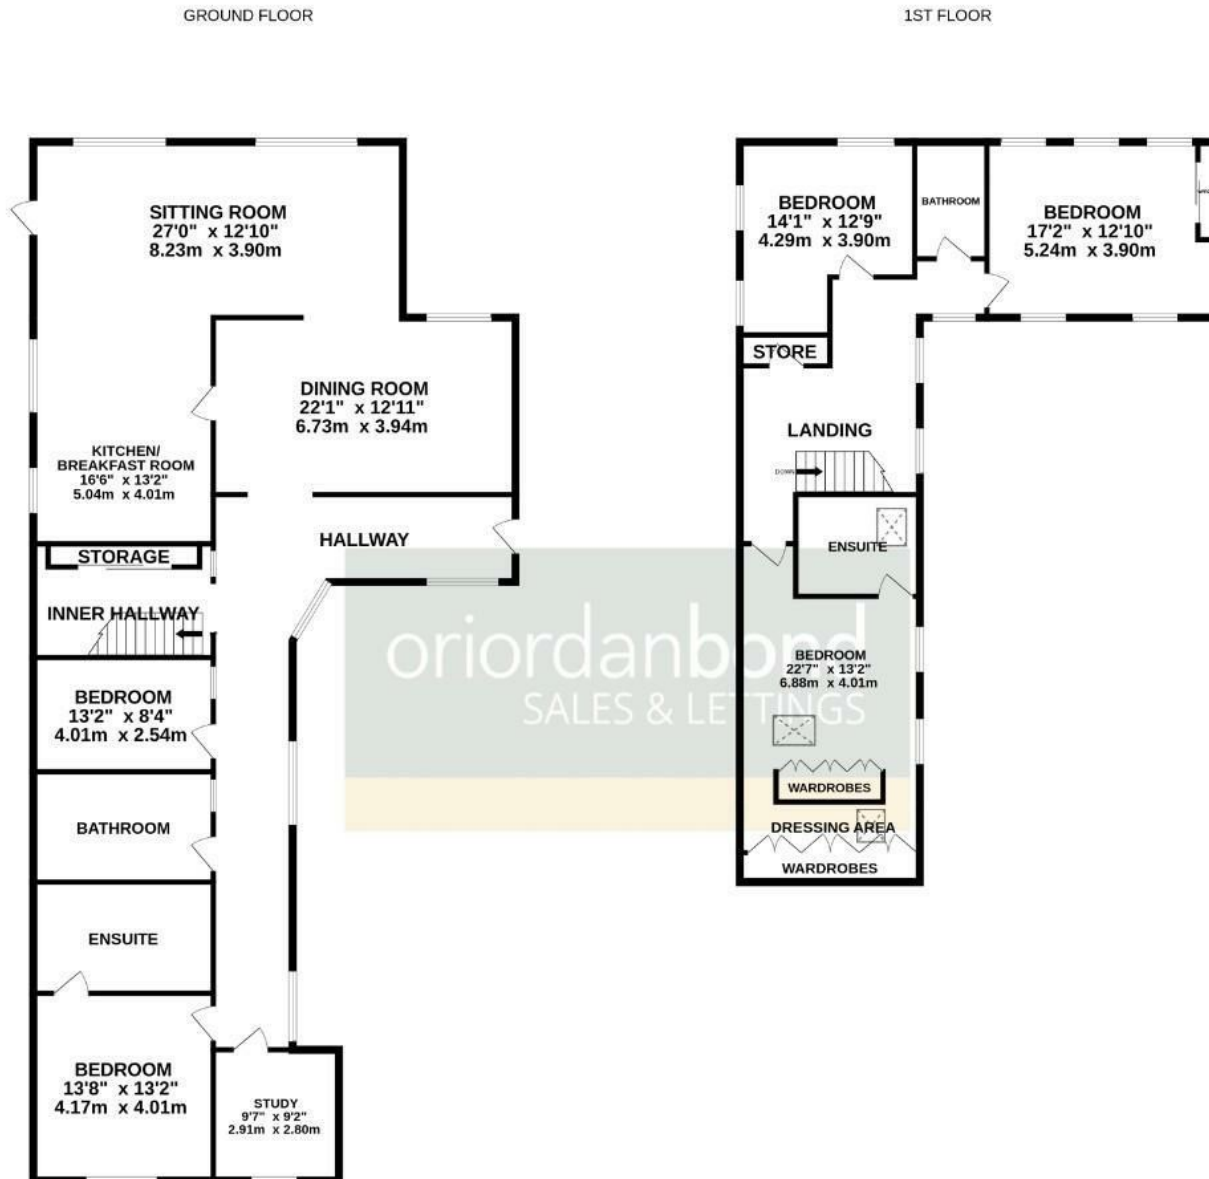 GROUND FLOOR
SITTING ROOM
27'0" x 12'10"
8.23m x 3.90m
DINING ROOM
22'1" x 12'11"
6.73m x 3.94m
KITCHEN/
BREAKFAST ROOM
16'6" x 13'2"
5.04m x 4.01m
HALLWAY
STORAGE
INNER HALLWAY
BEDROOM
13'2" x 8'4"
4.01m x 2.54m
BATHROOM
ENSUITE
BEDROOM
13'8" x 13'2"
4.17m x 4.01m
STUDY
9'7" x 9'2"
2.91m x 2.80m
1ST FLOOR
BEDROOM
14'1" x 12'9"
4.29m x 3.90m
BATHROOM
BEDROOM
17'2" x 12'10"
5.24m x 3.90m
STORE
LANDING
DOWN
ENSUITE
BEDROOM
22'7" x 13'2"
6.88m x 4.01m
WARDROBES
DRESSING AREA
WARDROBES
oriordanbond
SALES & LETTINGS